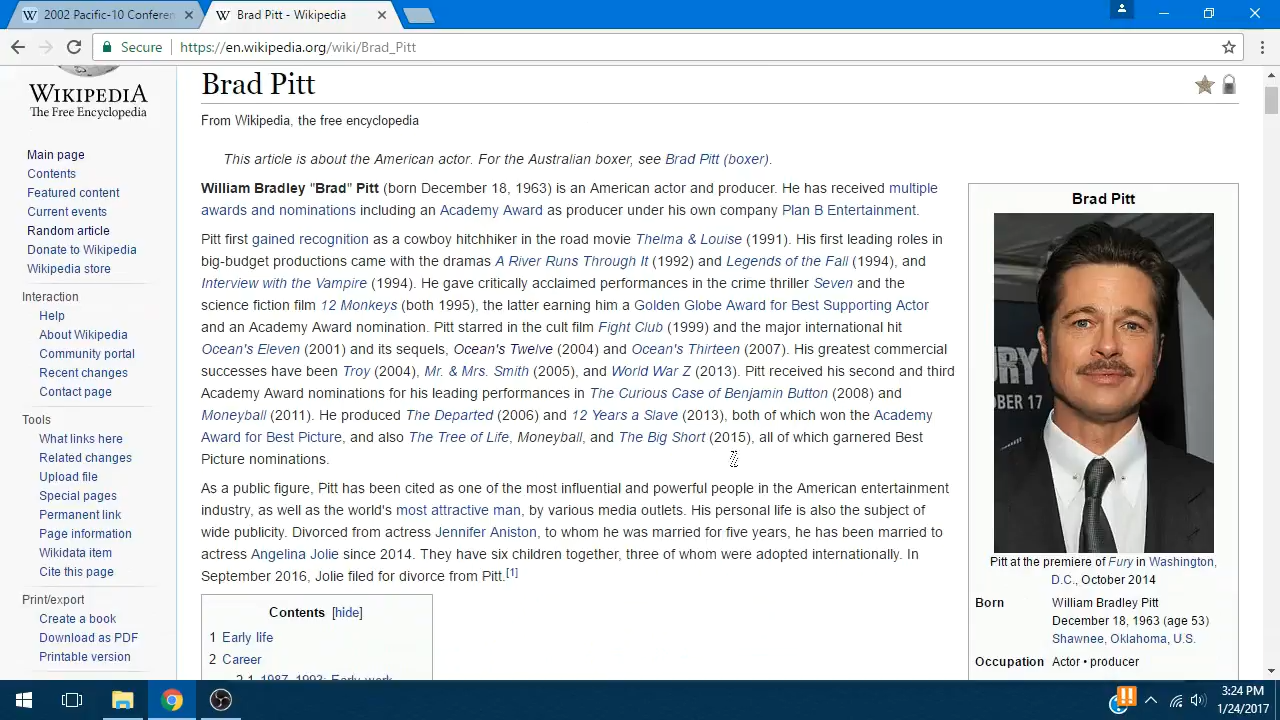 2002 Pacific-10 Conferen
Brad Pitt - Wikipedia
Secure
https://en.wikipedia.org/wiki/Brad_Pitt
WIKIPEDIA
The Free Encyclopedia
Main page
Contents
Featured content
Current events
Random article
Donate to Wikipedia
Wikipedia store
Interaction
Help
About Wikipedia
Community portal
Recent changes
Contact page
Tools
What links here
Related changes
Upload file
Special pages
Permanent link
Page information
Wikidata item
Cite this page
Print/export
Create a book
Download as PDF
Printable version
Brad Pitt
From Wikipedia, the free encyclopedia
This article is about the American actor. For the Australian boxer, see Brad Pitt (boxer).
William Bradley "Brad" Pitt (born December 18, 1963) is an American actor and producer. He has received multiple
awards and nominations including an Academy Award as producer under his own company Plan B Entertainment.
Pitt first gained recognition as a cowboy hitchhiker in the road movie Thelma & Louise (1991). His first leading roles in
big-budget productions came with the dramas A River Runs Through It (1992) and Legends of the Fall (1994), and
Interview with the Vampire (1994). He gave critically acclaimed performances in the crime thriller Seven and the
science fiction film 12 Monkeys (both 1995), the latter earning him a Golden Globe Award for Best Supporting Actor
and an Academy Award nomination. Pitt starred in the cult film Fight Club (1999) and the major international hit
Ocean's Eleven (2001) and its sequels, Ocean's Twelve (2004) and Ocean's Thirteen (2007). His greatest commercial
successes have been Troy (2004), Mr. & Mrs. Smith (2005), and World War Z (2013). Pitt received his second and third
Academy Award nominations for his leading performances in The Curious Case of Benjamin Button (2008) and
Moneyball (2011). He produced The Departed (2006) and 12 Years a Slave (2013), both of which won the Academy
Award for Best Picture, and also The Tree of Life, Moneyball, and The Big Short (2015), all of which garnered Best
Picture nominations.
As a public figure, Pitt has been cited as one of the most influential and powerful people in the American entertainment
industry, as well as the world's most attractive man, by various media outlets. His personal life is also the subject of
wide publicity. Divorced from actress Jennifer Aniston, to whom he was married for five years, he has been married to
actress Angelina Jolie since 2014. They have six children together, three of whom were adopted internationally. In
September 2016, Jolie filed for divorce from Pitt.[1]
Contents [hide]
1 Early life
2 Career
2.1 1987–1993: Early work
Brad Pitt
URY
OBER 17
Pitt at the premiere of Fury in Washington,
D.C., October 2014
Born William Bradley Pitt
December 18, 1963 (age 53)
Shawnee, Oklahoma, U.S.
Occupation Actor • producer
3:24 PM
1/24/2017